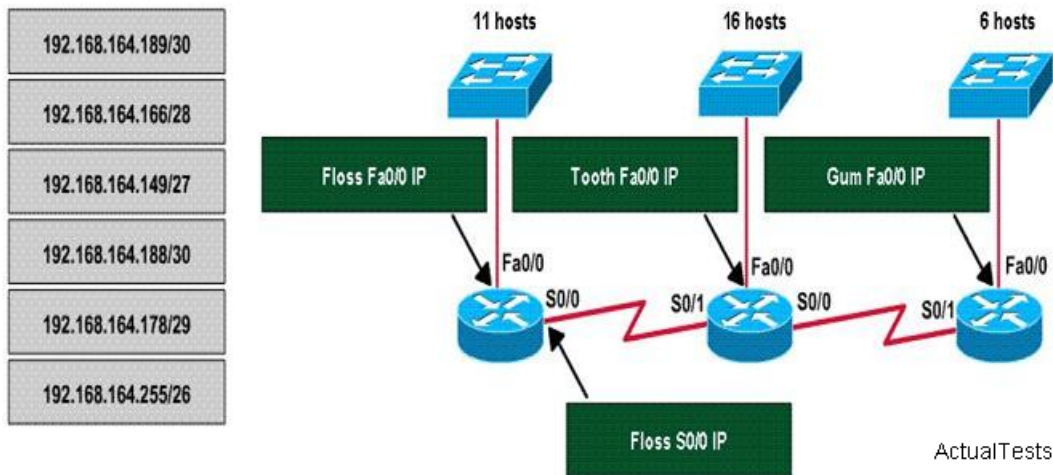 192.168.164.189/30
192.168.164.166/28
192.168.164.149/27
192.168.164.188/30
192.168.164.178/29
192.168.164.255/26
11 hosts
16 hosts
6 hosts
Floss Fa0/0 IP
Tooth Fa0/0 IP
Gum Fa0/0 IP
Fa0/0
Fa0/0
Fa0/0
S0/0
S0/1
S0/0
S0/1
Floss S0/0 IP
ActualTests